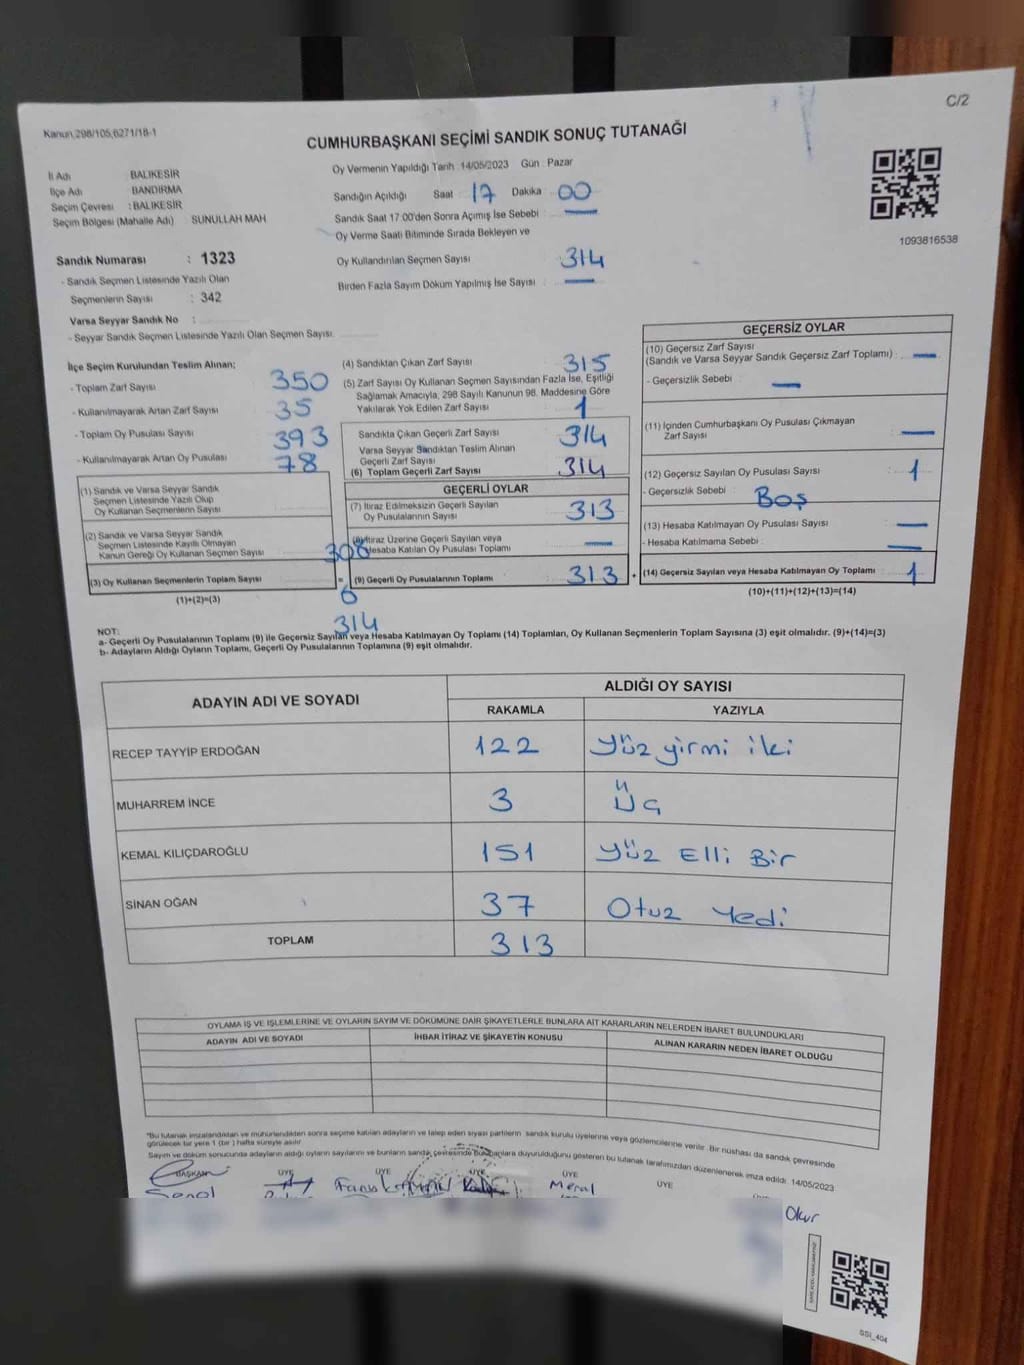 C/2
Kanun,298/105,6271/18-1
CUMHURBAŞKANI SEÇİMİ SANDIK SONUÇ TUTANAĞI
İl Adı : BALIKESİR
İlçe Adı : BANDIRMA
Seçim Çevresi : BALIKESİR
Seçim Bölgesi (Mahalle Adı) : SUNULLAH MAH
Oy Vermenin Yapıldığı Tarih :14/05/2023 Gün : Pazar
Sandığın Açıldığı Saat : 17 Dakika : 00
Sandık Saat 17:00'den Sonra Açımış İse Sebebi : —
Oy Verme Saati Bitiminde Sırada Bekleyen ve
Oy Kullandırılan Seçmen Sayısı : 314
Birden Fazla Sayım Döküm Yapılmış İse Sayısı : —
1093816538
Sandık Numarası : 1323
- Sandık Seçmen Listesinde Yazılı Olan
Seçmenlerin Sayısı : 342
Varsa Seyyar Sandık No :
- Seyyar Sandık Seçmen Listesinde Yazılı Olan Seçmen Sayısı:
İlçe Seçim Kurulundan Teslim Alınan;
- Toplam Zarf Sayısı : 350
- Kullanılmayarak Artan Zarf Sayısı : 35
- Toplam Oy Pusulası Sayısı : 393
- Kullanılmayarak Artan Oy Pusulası : 78
(1) Sandık ve Varsa Seyyar Sandık
Seçmen Listesinde Yazılı Olup
Oy Kullanan Seçmenlerin Sayısı :
(2) Sandık ve Varsa Seyyar Sandık
Seçmen Listesinde Kayıtlı Olmayan
Kanun Gereği Oy Kullanan Seçmen Sayısı : 308
(3) Oy Kullanan Seçmenlerin Toplam Sayısı :
= 6
(1)+(2)=(3)
314
(4) Sandıktan Çıkan Zarf Sayısı : 315
(5) Zarf Sayısı Oy Kullanan Seçmen Sayısından Fazla İse, Eşitliği
Sağlamak Amacıyla, 298 Sayılı Kanunun 98. Maddesine Göre
Yakılarak Yok Edilen Zarf Sayısı : 1
Sandıkta Çıkan Geçerli Zarf Sayısı : 314
Varsa Seyyar Sandıktan Teslim Alınan
Geçerli Zarf Sayısı :
(6) Toplam Geçerli Zarf Sayısı : 314
GEÇERLİ OYLAR
(7) İtiraz Edilmeksizin Geçerli Sayılan
Oy Pusulalarının Sayısı : 313
(8) İtiraz Üzerine Geçerli Sayılan veya
Hesaba Katılan Oy Pusulası Toplamı : —
(9) Geçerli Oy Pusulalarının Toplamı : 313 +
GEÇERSİZ OYLAR
(10) Geçersiz Zarf Sayısı
(Sandık ve Varsa Seyyar Sandık Geçersiz Zarf Toplamı) : —
- Geçersizlik Sebebi : —
(11) İçinden Cumhurbaşkanı Oy Pusulası Çıkmayan
Zarf Sayısı : —
(12) Geçersiz Sayılan Oy Pusulası Sayısı : 1
- Geçersizlik Sebebi : Boş
(13) Hesaba Katılmayan Oy Pusulası Sayısı : —
- Hesaba Katılmama Sebebi : —
(14) Geçersiz Sayılan veya Hesaba Katılmayan Oy Toplamı : 1
(10)+(11)+(12)+(13)=(14)
NOT:
a- Geçerli Oy Pusulalarının Toplamı (9) ile Geçersiz Sayılan veya Hesaba Katılmayan Oy Toplamı (14) Toplamları, Oy Kullanan Seçmenlerin Toplam Sayısına (3) eşit olmalıdır. (9)+(14)=(3)
b- Adayların Aldığı Oyların Toplamı, Geçerli Oy Pusulalarının Toplamına (9) eşit olmalıdır.
ADAYIN ADI VE SOYADI ALDIĞI OY SAYISI
RAKAMLA YAZIYLA
RECEP TAYYİP ERDOĞAN 122 Yüz yirmi iki
MUHARREM İNCE 3 Üç
KEMAL KILIÇDAROĞLU 151 Yüz Elli Bir
SİNAN OĞAN 37 Otuz Yedi
TOPLAM 313
OYLAMA İŞ VE İŞLEMLERİNE VE OYLARIN SAYIM VE DÖKÜMÜNE DAİR ŞİKAYETLERLE BUNLARA AİT KARARLARIN NELERDEN İBARET BULUNDUKLARI
ADAYIN ADI VE SOYADI İHBAR İTİRAZ VE ŞİKAYETİN KONUSU ALINAN KARARIN NEDEN İBARET OLDUĞU
"Bu tutanak imzalandıktan ve mühürlendikten sonra seçime katılan adayların ve talep eden siyasi partilerin sandık kurulu üyelerine veya gözlemcilerine verilir. Bir nüshası da sandık çevresinde
görülecek bir yere 1 (bir ) hafta süreyle asılır.
Sayım ve döküm sonucunda adayların aldığı oyların sayılarını ve bunların sandık çevresinde bulunanlara duyurulduğunu gösteren bu tutanak tarafımızdan düzenlenerek imza edildi. 14/05/2023
BAŞKAN ÜYE ÜYE ÜYE ÜYE ÜYE
Şenol Meral
Okur
SSI_404